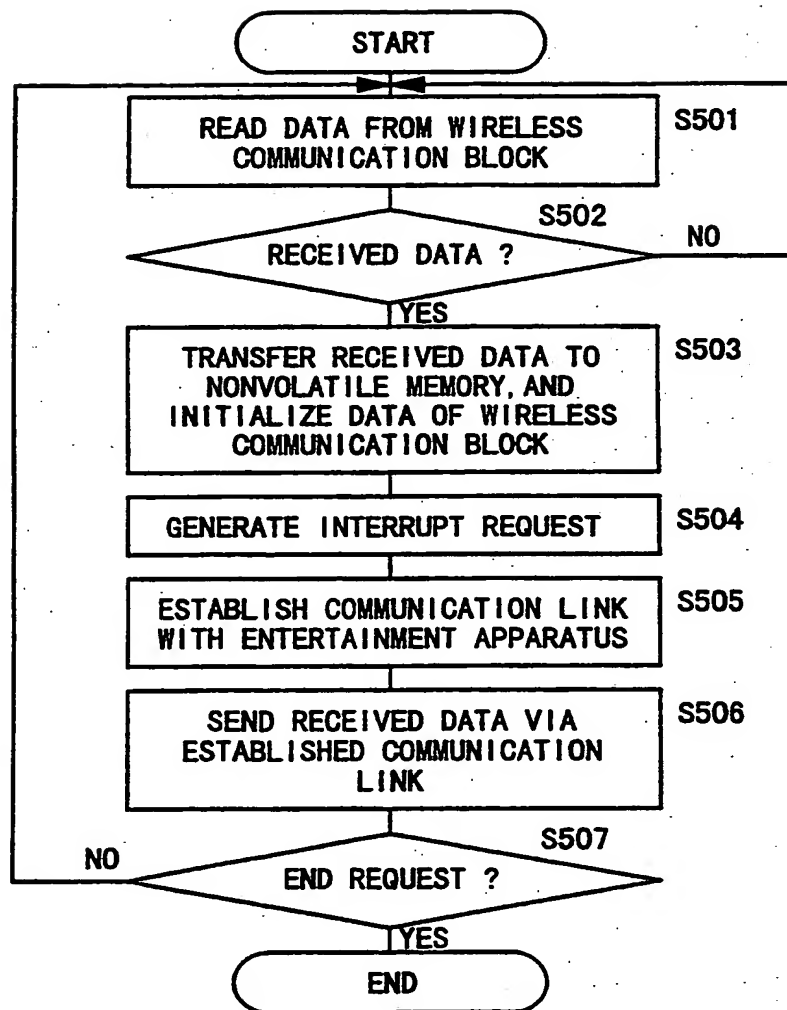 START
READ DATA FROM WIRELESS
COMMUNICATION BLOCK
S501
S502
RECEIVED DATA ?
NO
YES
TRANSFER RECEIVED DATA TO
NONVOLATILE MEMORY, AND
INITIALIZE DATA OF WIRELESS
COMMUNICATION BLOCK
S503
GENERATE INTERRUPT REQUEST
S504
ESTABLISH COMMUNICATION LINK
WITH ENTERTAINMENT APPARATUS
S505
SEND RECEIVED DATA VIA
ESTABLISHED COMMUNICATION
LINK
S506
S507
NO
END REQUEST ?
YES
END